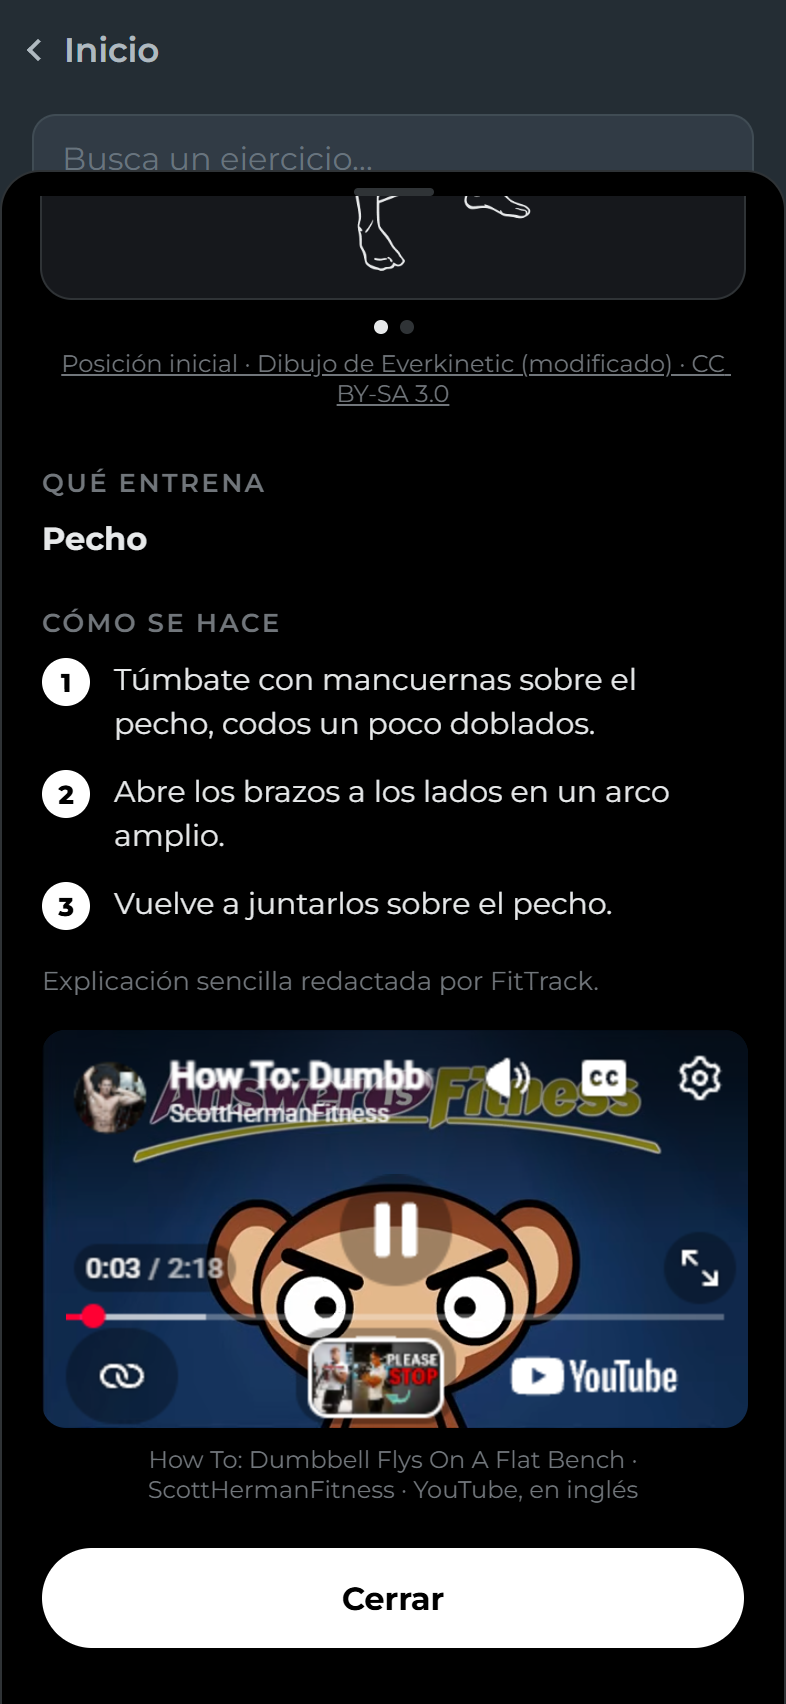 Inicio
Busca un ejercicio...
Posición inicial · Dibujo de Everkinetic (modificado) · CC
BY-SA 3.0
QUÉ ENTRENA
Pecho
CÓMO SE HACE
1 Túmbate con mancuernas sobre el
pecho, codos un poco doblados.
2 Abre los brazos a los lados en un arco
amplio.
3 Vuelve a juntarlos sobre el pecho.
Explicación sencilla redactada por FitTrack.
How To: Dumbb
CC
Answer is Fitness
ScottHermanFitness
0:03 / 2:18
PLEASE
STOP
YouTube
How To: Dumbbell Flys On A Flat Bench ·
ScottHermanFitness · YouTube, en inglés
Cerrar